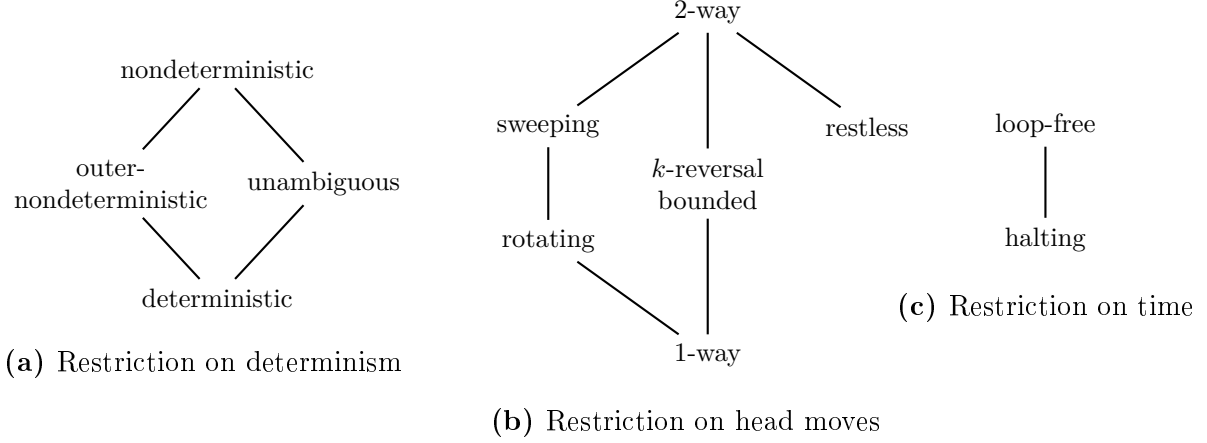 nondeterministic
outer-
nondeterministic
unambiguous
deterministic
(a) Restriction on determinism
2-way
sweeping
restless
k-reversal
bounded
rotating
1-way
(b) Restriction on head moves
loop-free
halting
(c) Restriction on time